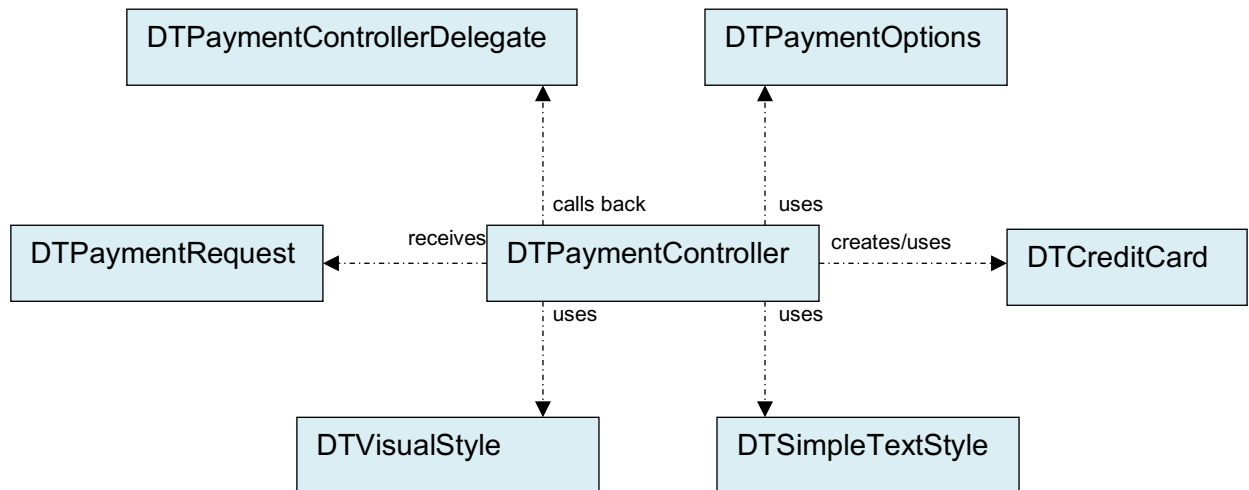 DTPaymentControllerDelegate
DTPaymentOptions
calls back
uses
DTPaymentRequest
receives
DTPaymentController
creates/uses
DTCreditCard
uses
uses
DTVisualStyle
DTSimpleTextStyle